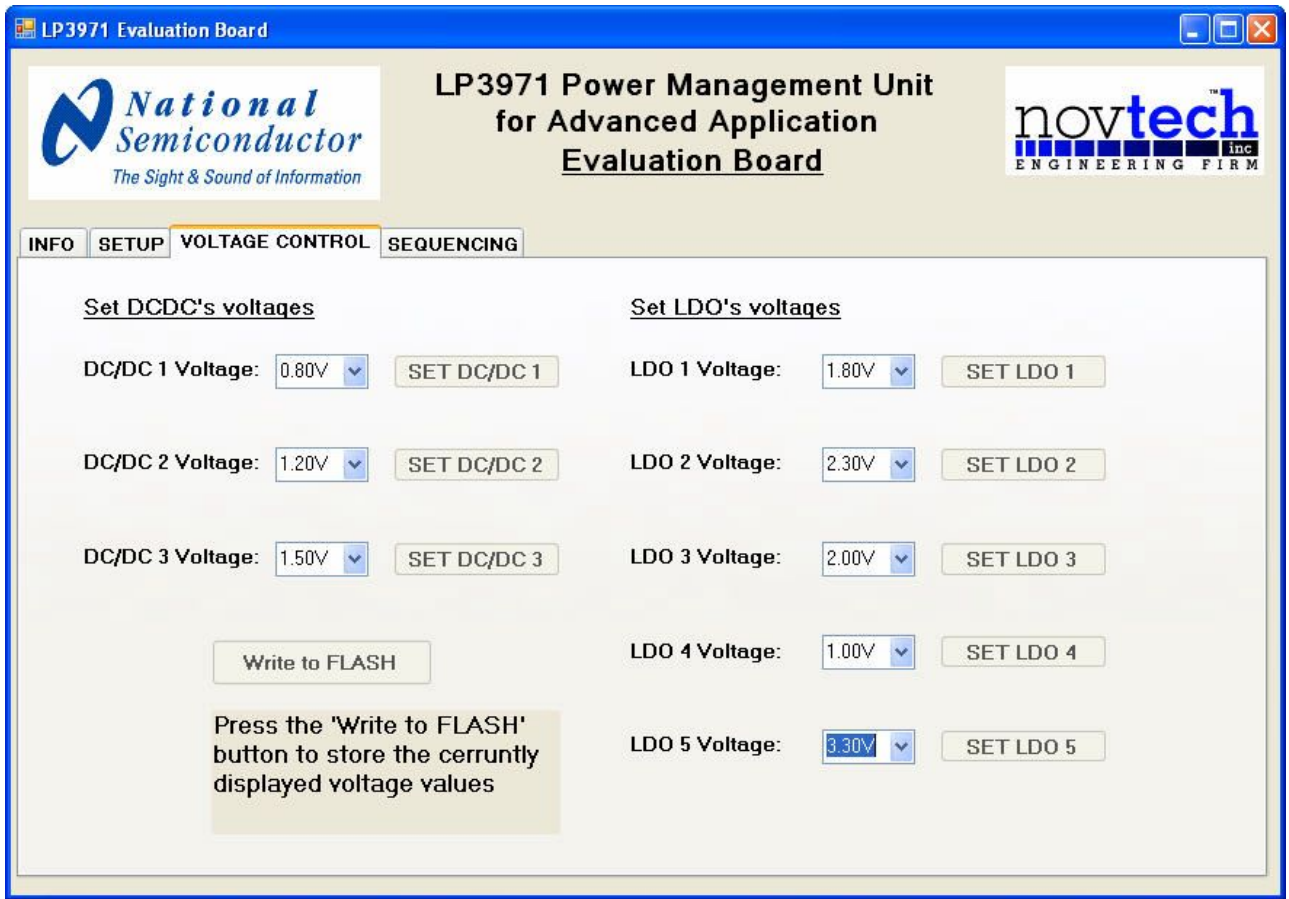 LP3971 Evaluation Board
National
Semiconductor
The Sight & Sound of Information
LP3971 Power Management Unit
for Advanced Application
Evaluation Board
novtech™
inc
ENGINEERING FIRM
INFO SETUP VOLTAGE CONTROL SEQUENCING
Set DCDC's voltages
DC/DC 1 Voltage: 0.80V SET DC/DC 1
DC/DC 2 Voltage: 1.20V SET DC/DC 2
DC/DC 3 Voltage: 1.50V SET DC/DC 3
Write to FLASH
Press the 'Write to FLASH'
button to store the cerruntly
displayed voltage values
Set LDO's voltages
LDO 1 Voltage: 1.80V SET LDO 1
LDO 2 Voltage: 2.30V SET LDO 2
LDO 3 Voltage: 2.00V SET LDO 3
LDO 4 Voltage: 1.00V SET LDO 4
LDO 5 Voltage: 3.30V SET LDO 5